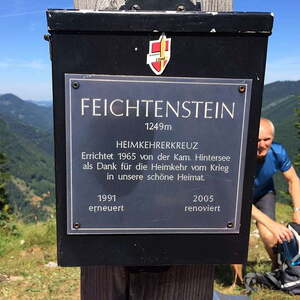 FEICHTENSTEIN
1249m
HEIMKEHRERKREUZ
Errichtet 1965 von der Kam. Hintersee
als Dank für die Heimkehr vom Krieg
in unsere schöne Heimat.
1991 2005
erneuert renoviert